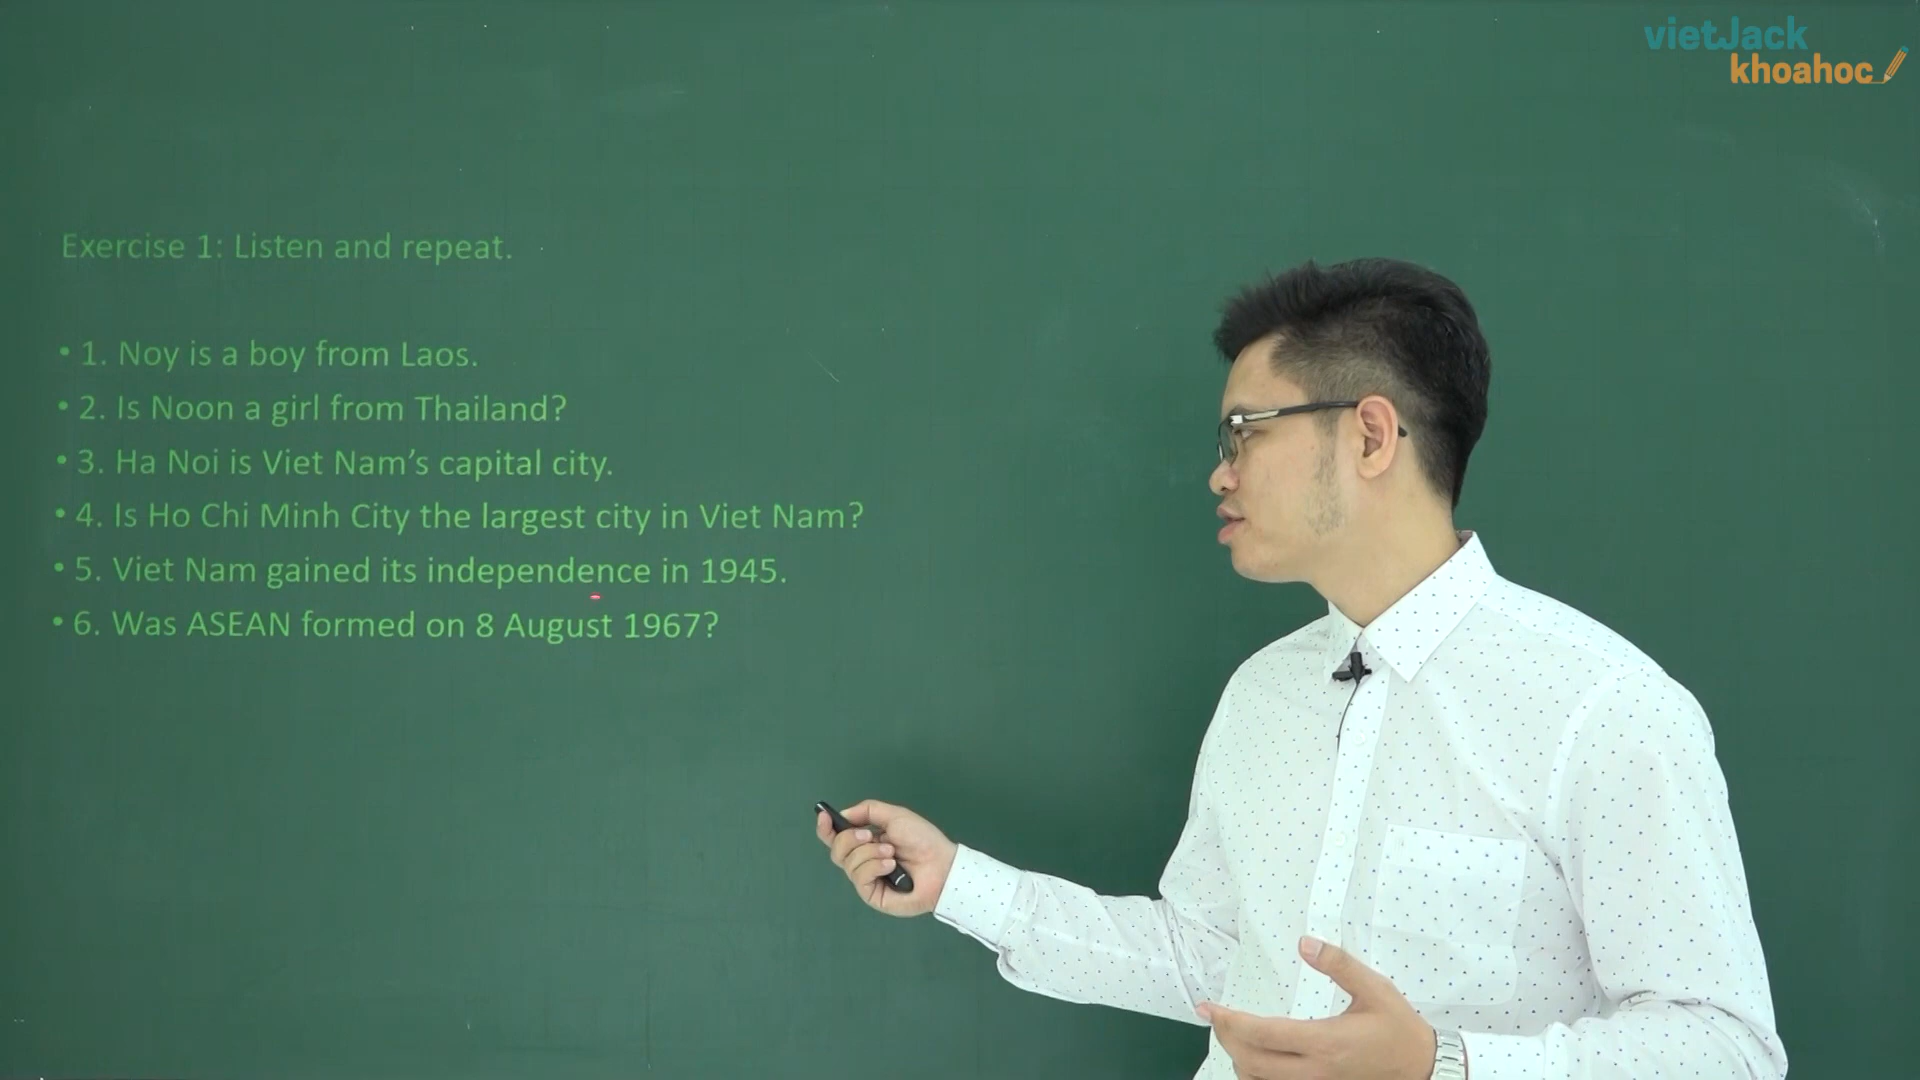 vietJack
khoahoc
Exercise 1: Listen and repeat.
• 1. Noy is a boy from Laos.
• 2. Is Noon a girl from Thailand?
• 3. Ha Noi is Viet Nam’s capital city.
• 4. Is Ho Chi Minh City the largest city in Viet Nam?
• 5. Viet Nam gained its independence in 1945.
• 6. Was ASEAN formed on 8 August 1967?